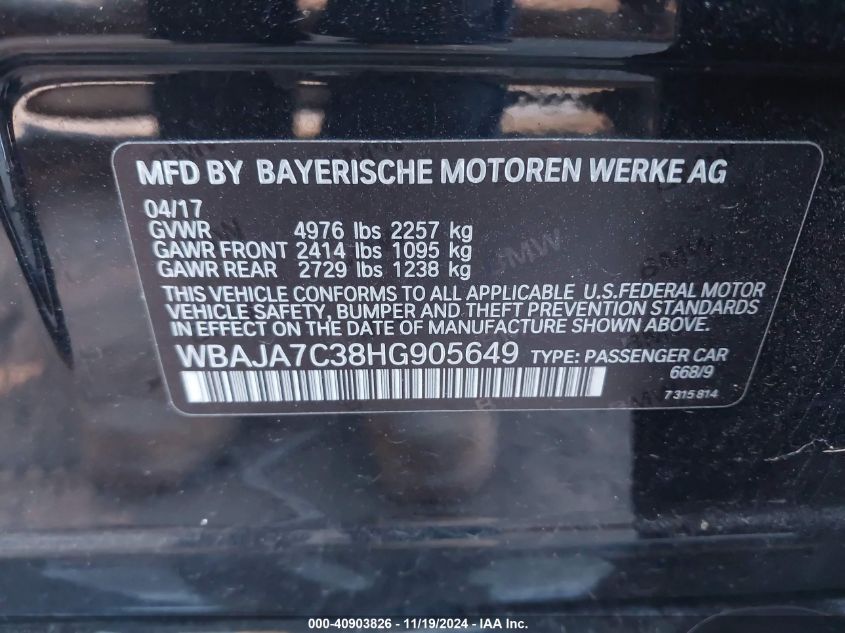 MFD BY BAYERISCHE MOTOREN WERKE AG
04/17
GVWR 4976 lbs 2257 kg
GAWR FRONT 2414 lbs 1095 kg
GAWR REAR 2729 lbs 1238 kg
THIS VEHICLE CONFORMS TO ALL APPLICABLE U.S.FEDERAL MOTOR
VEHICLE SAFETY, BUMPER AND THEFT PREVENTION STANDARDS
IN EFFECT ON THE DATE OF MANUFACTURE SHOWN ABOVE.
WBAJA7C38HG905649 TYPE: PASSENGER CAR
668/9
7315814
000-40903826 - 11/19/2024 - IAA Inc.